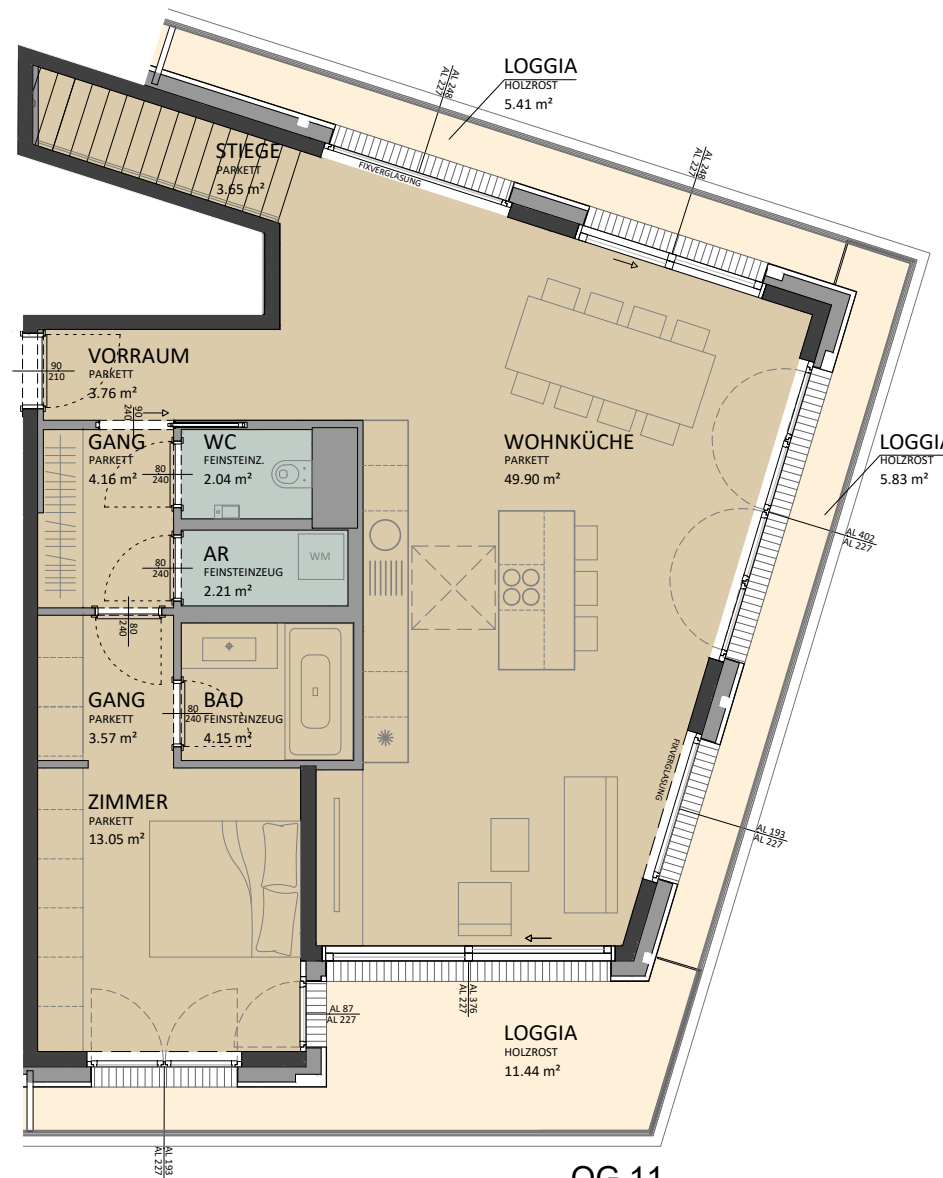 LOGGIA
HOLZROST
5.41 m²
AL 248
AL 227
STIEGE
PARKETT
3.65 m²
FIXVERGLASUNG
AL 248
AL 227
VORRAUM
PARKETT
3.76 m²
90
210
90
240
GANG
PARKETT
4.16 m²
80
240
WC
FEINSTEINZ.
2.04 m²
WOHNKÜCHE
PARKETT
49.90 m²
LOGGIA
HOLZROST
5.83 m²
AL 402
AL 227
AR
FEINSTEINZEUG
2.21 m²
WM
80
240
80
240
GANG
PARKETT
3.57 m²
80
240
BAD
FEINSTEINZEUG
4.15 m²
FIXVERGLASUNG
ZIMMER
PARKETT
13.05 m²
AL 193
AL 227
AL 87
AL 227
AL 376
AL 227
LOGGIA
HOLZROST
11.44 m²
AL 193
AL 227